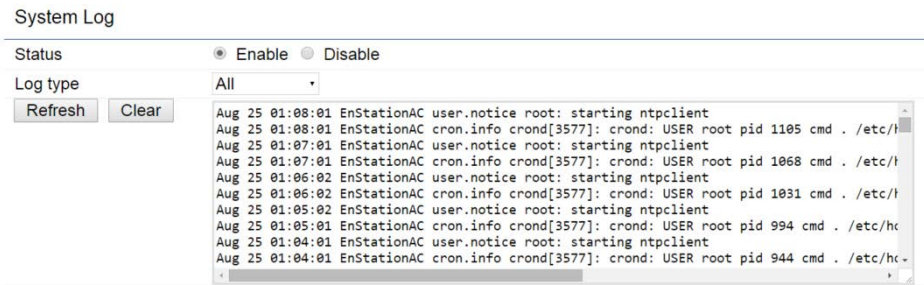 System Log
Status Enable Disable
Log type All
Refresh Clear
Aug 25 01:08:01 EnStationAC user.notice root: starting ntpclient
Aug 25 01:08:01 EnStationAC cron.info crond[3577]: crond: USER root pid 1105 cmd . /etc/h
Aug 25 01:07:01 EnStationAC user.notice root: starting ntpclient
Aug 25 01:07:01 EnStationAC cron.info crond[3577]: crond: USER root pid 1068 cmd . /etc/h
Aug 25 01:06:02 EnStationAC user.notice root: starting ntpclient
Aug 25 01:06:02 EnStationAC cron.info crond[3577]: crond: USER root pid 1031 cmd . /etc/h
Aug 25 01:05:02 EnStationAC user.notice root: starting ntpclient
Aug 25 01:05:01 EnStationAC cron.info crond[3577]: crond: USER root pid 994 cmd . /etc/ho
Aug 25 01:04:01 EnStationAC user.notice root: starting ntpclient
Aug 25 01:04:01 EnStationAC cron.info crond[3577]: crond: USER root pid 944 cmd . /etc/ho